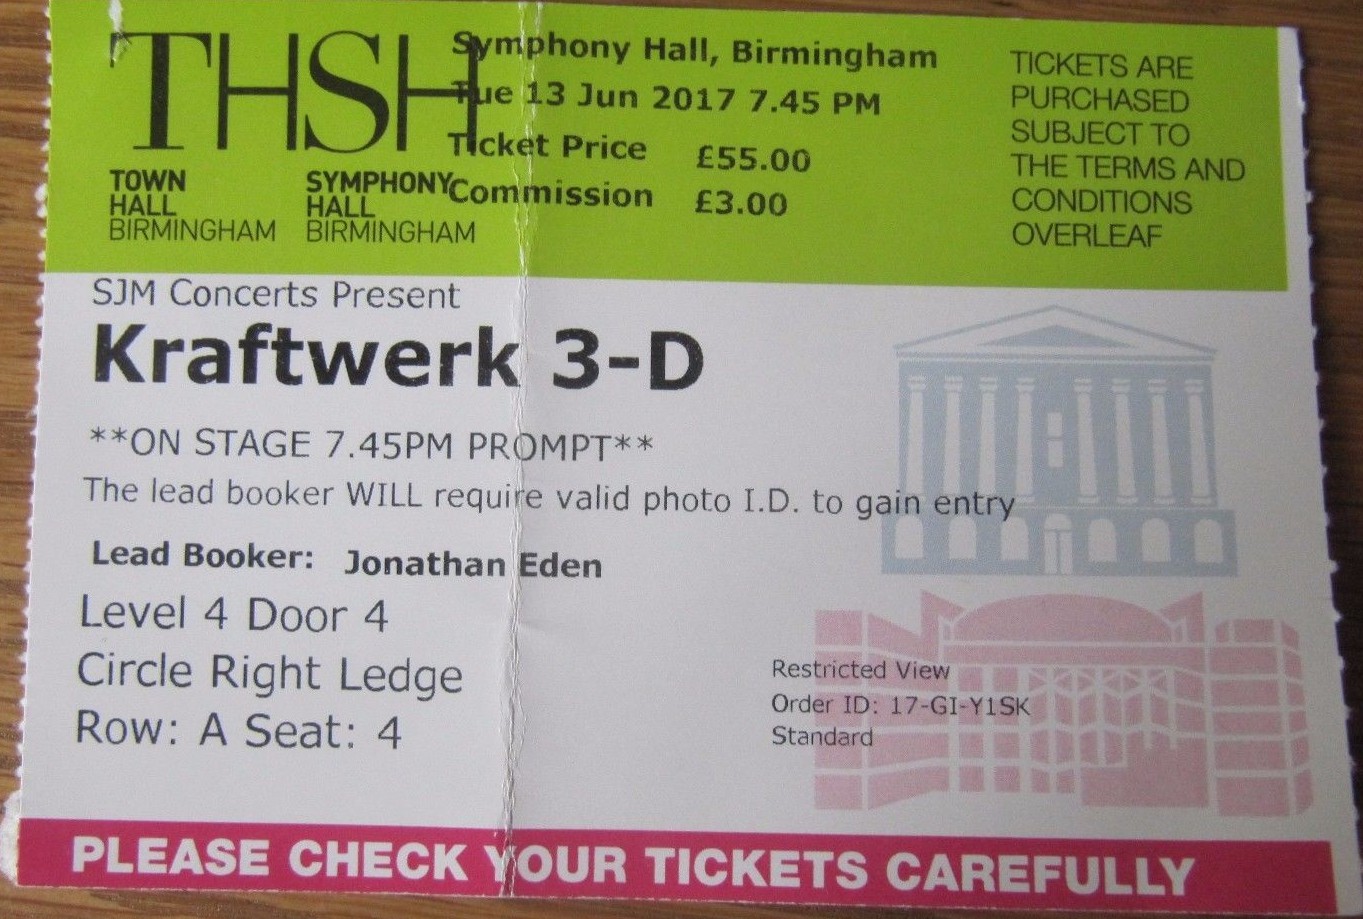 THSH
TOWN
HALL
BIRMINGHAM
SYMPHONY
HALL
BIRMINGHAM
Symphony Hall, Birmingham
Tue 13 Jun 2017 7.45 PM
Ticket Price £55.00
Commission £3.00
TICKETS ARE
PURCHASED
SUBJECT TO
THE TERMS AND
CONDITIONS
OVERLEAF
SJM Concerts Present
Kraftwerk 3-D
**ON STAGE 7.45PM PROMPT**
The lead booker WILL require valid photo I.D. to gain entry
Lead Booker: Jonathan Eden
Level 4 Door 4
Circle Right Ledge
Row: A Seat: 4
Restricted View
Order ID: 17-GI-Y1SK
Standard
PLEASE CHECK YOUR TICKETS CAREFULLY